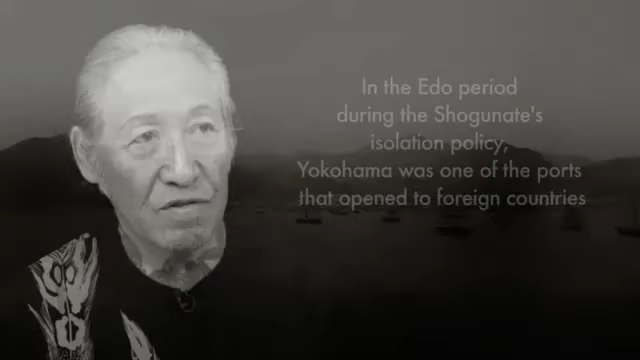 In the Edo period
during the Shogunate's
isolation policy,
Yokohama was one of the ports
that opened to foreign countries